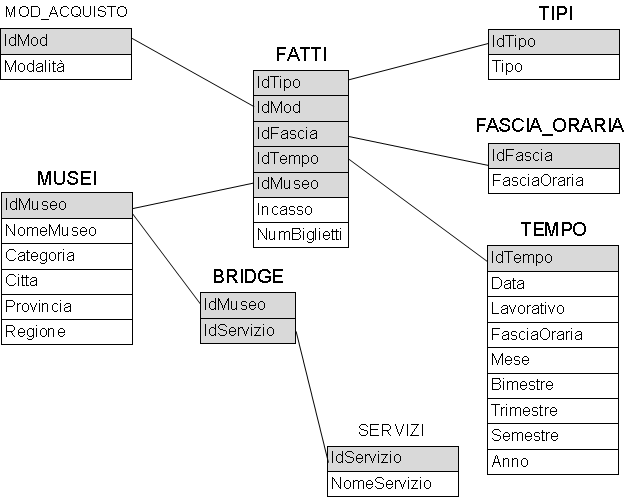 MOD_ACQUISTO
IdMod
Modalità
FATTI
IdTipo
IdMod
IdFascia
IdTempo
IdMuseo
Incasso
NumBiglietti
TIPI
IdTipo
Tipo
FASCIA_ORARIA
IdFascia
FasciaOraria
MUSEI
IdMuseo
NomeMuseo
Categoria
Citta
Provincia
Regione
BRIDGE
IdMuseo
IdServizio
TEMPO
IdTempo
Data
Lavorativo
FasciaOraria
Mese
Bimestre
Trimestre
Semestre
Anno
SERVIZI
IdServizio
NomeServizio